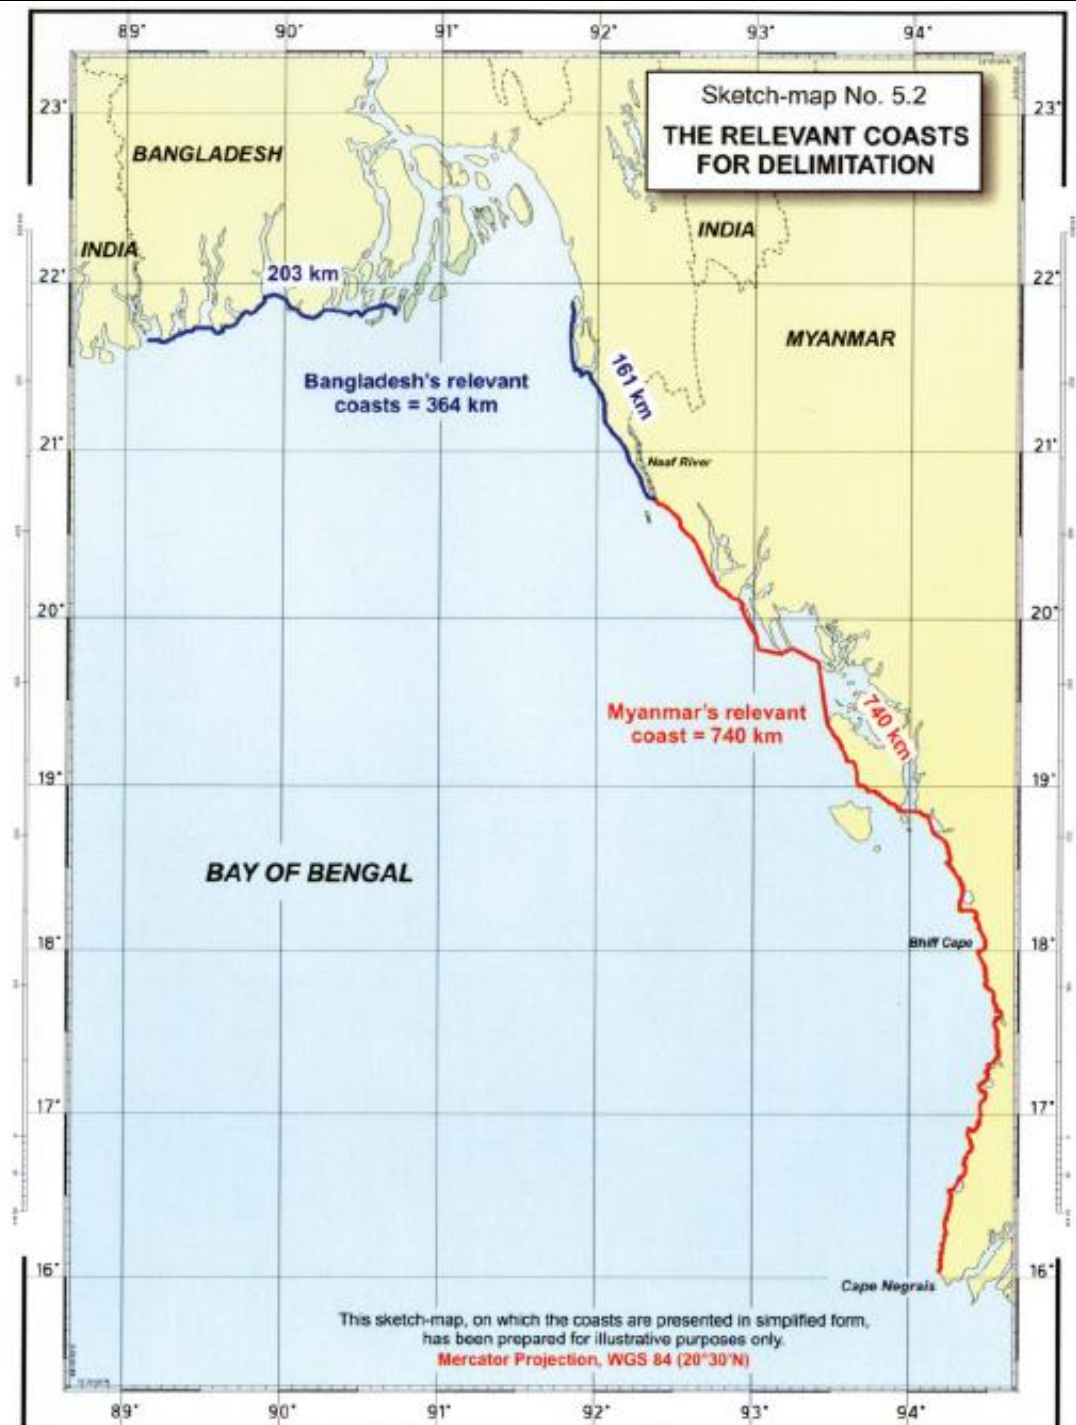 89° 90° 91° 92° 93° 94°
Sketch-map No. 5.2
THE RELEVANT COASTS
FOR DELIMITATION
23° 23°
BANGLADESH
INDIA
INDIA
22° 22°
203 km
MYANMAR
161 km
Bangladesh's relevant
coasts = 364 km
21° 21°
Naaf River
20° 20°
Myanmar's relevant
coast = 740 km
740 km
19° 19°
BAY OF BENGAL
18° 18°
Bhiff Cape
17° 17°
16° 16°
Cape Negrais
This sketch-map, on which the coasts are presented in simplified form,
has been prepared for illustrative purposes only.
Mercator Projection, WGS 84 (20°30'N)
89° 90° 91° 92° 93° 94°